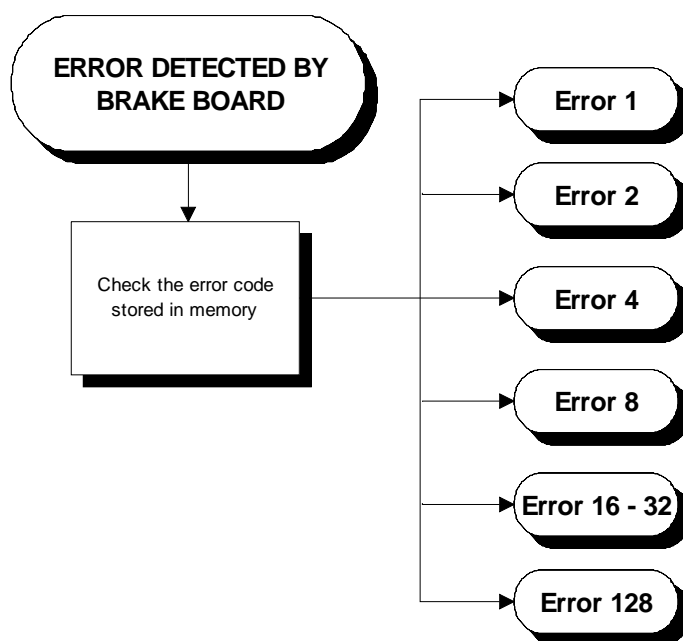 ERROR DETECTED BY
BRAKE BOARD
Check the error code
stored in memory
Error 1
Error 2
Error 4
Error 8
Error 16 - 32
Error 128